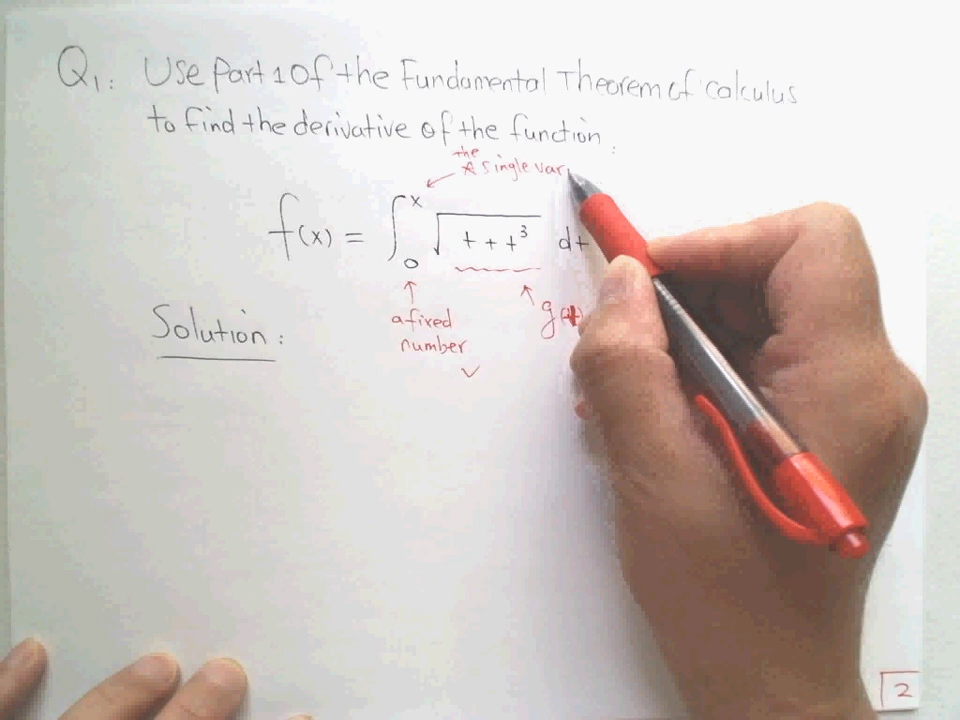 Q1: Use Part 1 Of the Fundamental Theorem of Calculus
to find the derivative of the function:
the
A single var
f(x) = ∫₀ˣ √(t + t³) dt
a fixed
number
✓
g(t)
Solution:
2